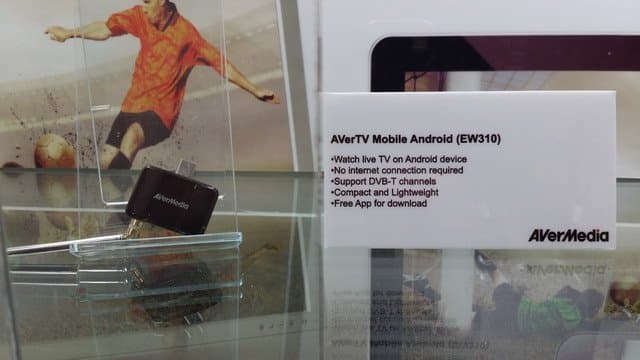 AVerTV Mobile Android (EW310)
•Watch live TV on Android device
•No internet connection required
•Support DVB-T channels
•Compact and Lightweight
•Free App for download
AVerMedia
AVerMedia